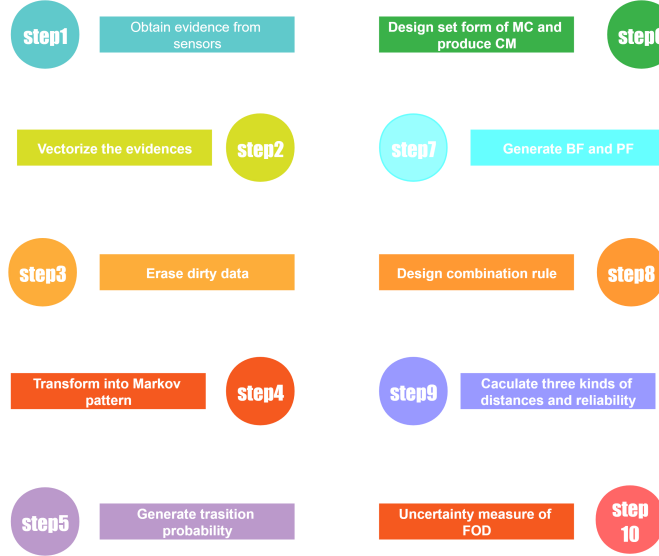 step1
Obtain evidence from
sensors
Vectorize the evidences
step2
step3
Erase dirty data
Transform into Markov
pattern
step4
step5
Generate trasition
probability
Design set form of MC and
produce CM
step6
step7
Generate BF and PF
Design combination rule
step8
step9
Caculate three kinds of
distances and reliability
Uncertainty measure of
FOD
step
10